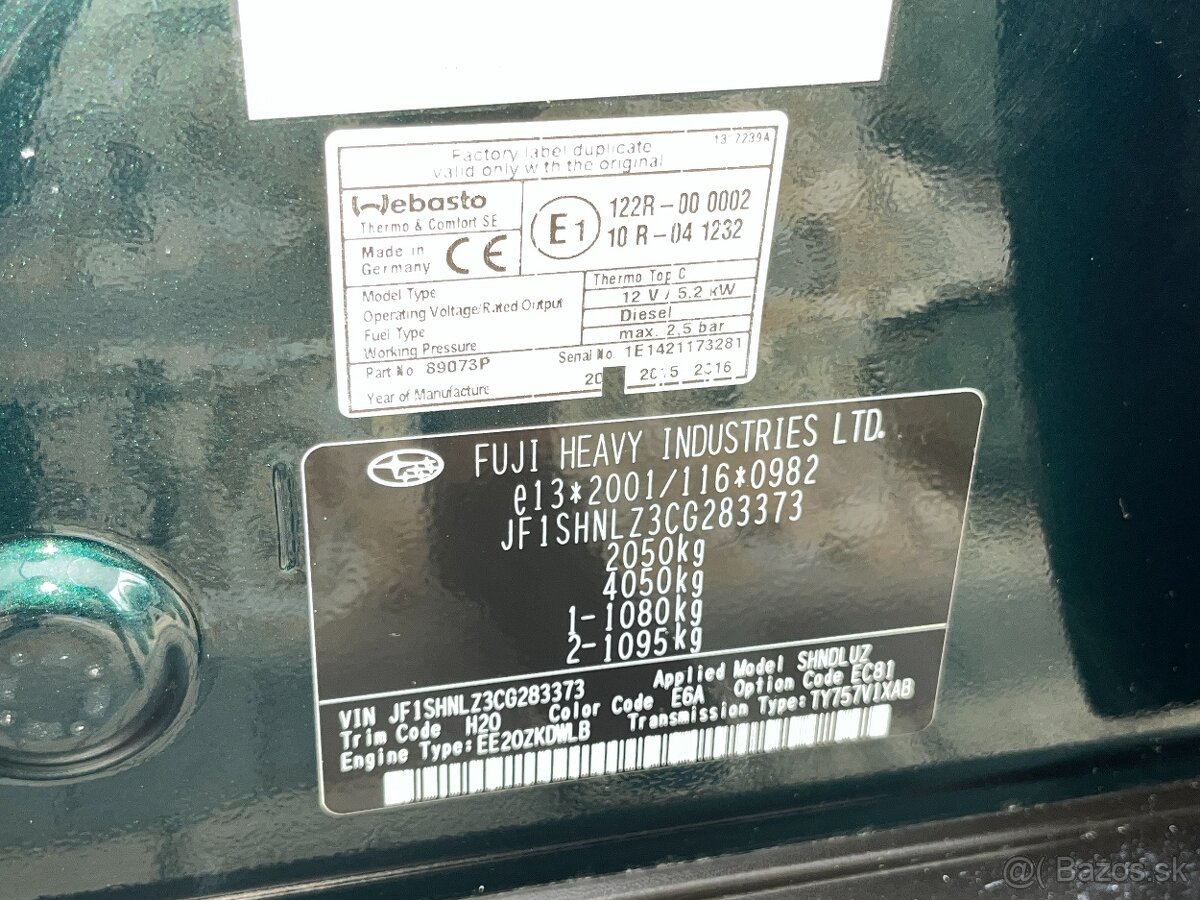 Factory label duplicate
valid only with the original
Webasto
Thermo & Comfort SE
Made in
Germany
CE
E1
122R-00 0002
10 R-04 1232
Model Type Thermo Top C
Operating Voltage/Rated Output 12 V / 5.2 kW
Fuel Type Diesel
Working Pressure max. 2,5 bar
Part No 89073P Serial No. 1E1421173281
Year of Manufacture 2015 2016
FUJI HEAVY INDUSTRIES LTD.
e13*2001/116*0982
JF1SHNLZ3CG283373
2050kg
4050kg
1-1080kg
2-1095kg
VIN JF1SHNLZ3CG283373 Applied Model SHNDLUZ
Trim Code H20 Color Code E6A Option Code EC81
Engine Type: EE20ZKDWLB Transmission Type: TY757V1XAB
Bazos.sk